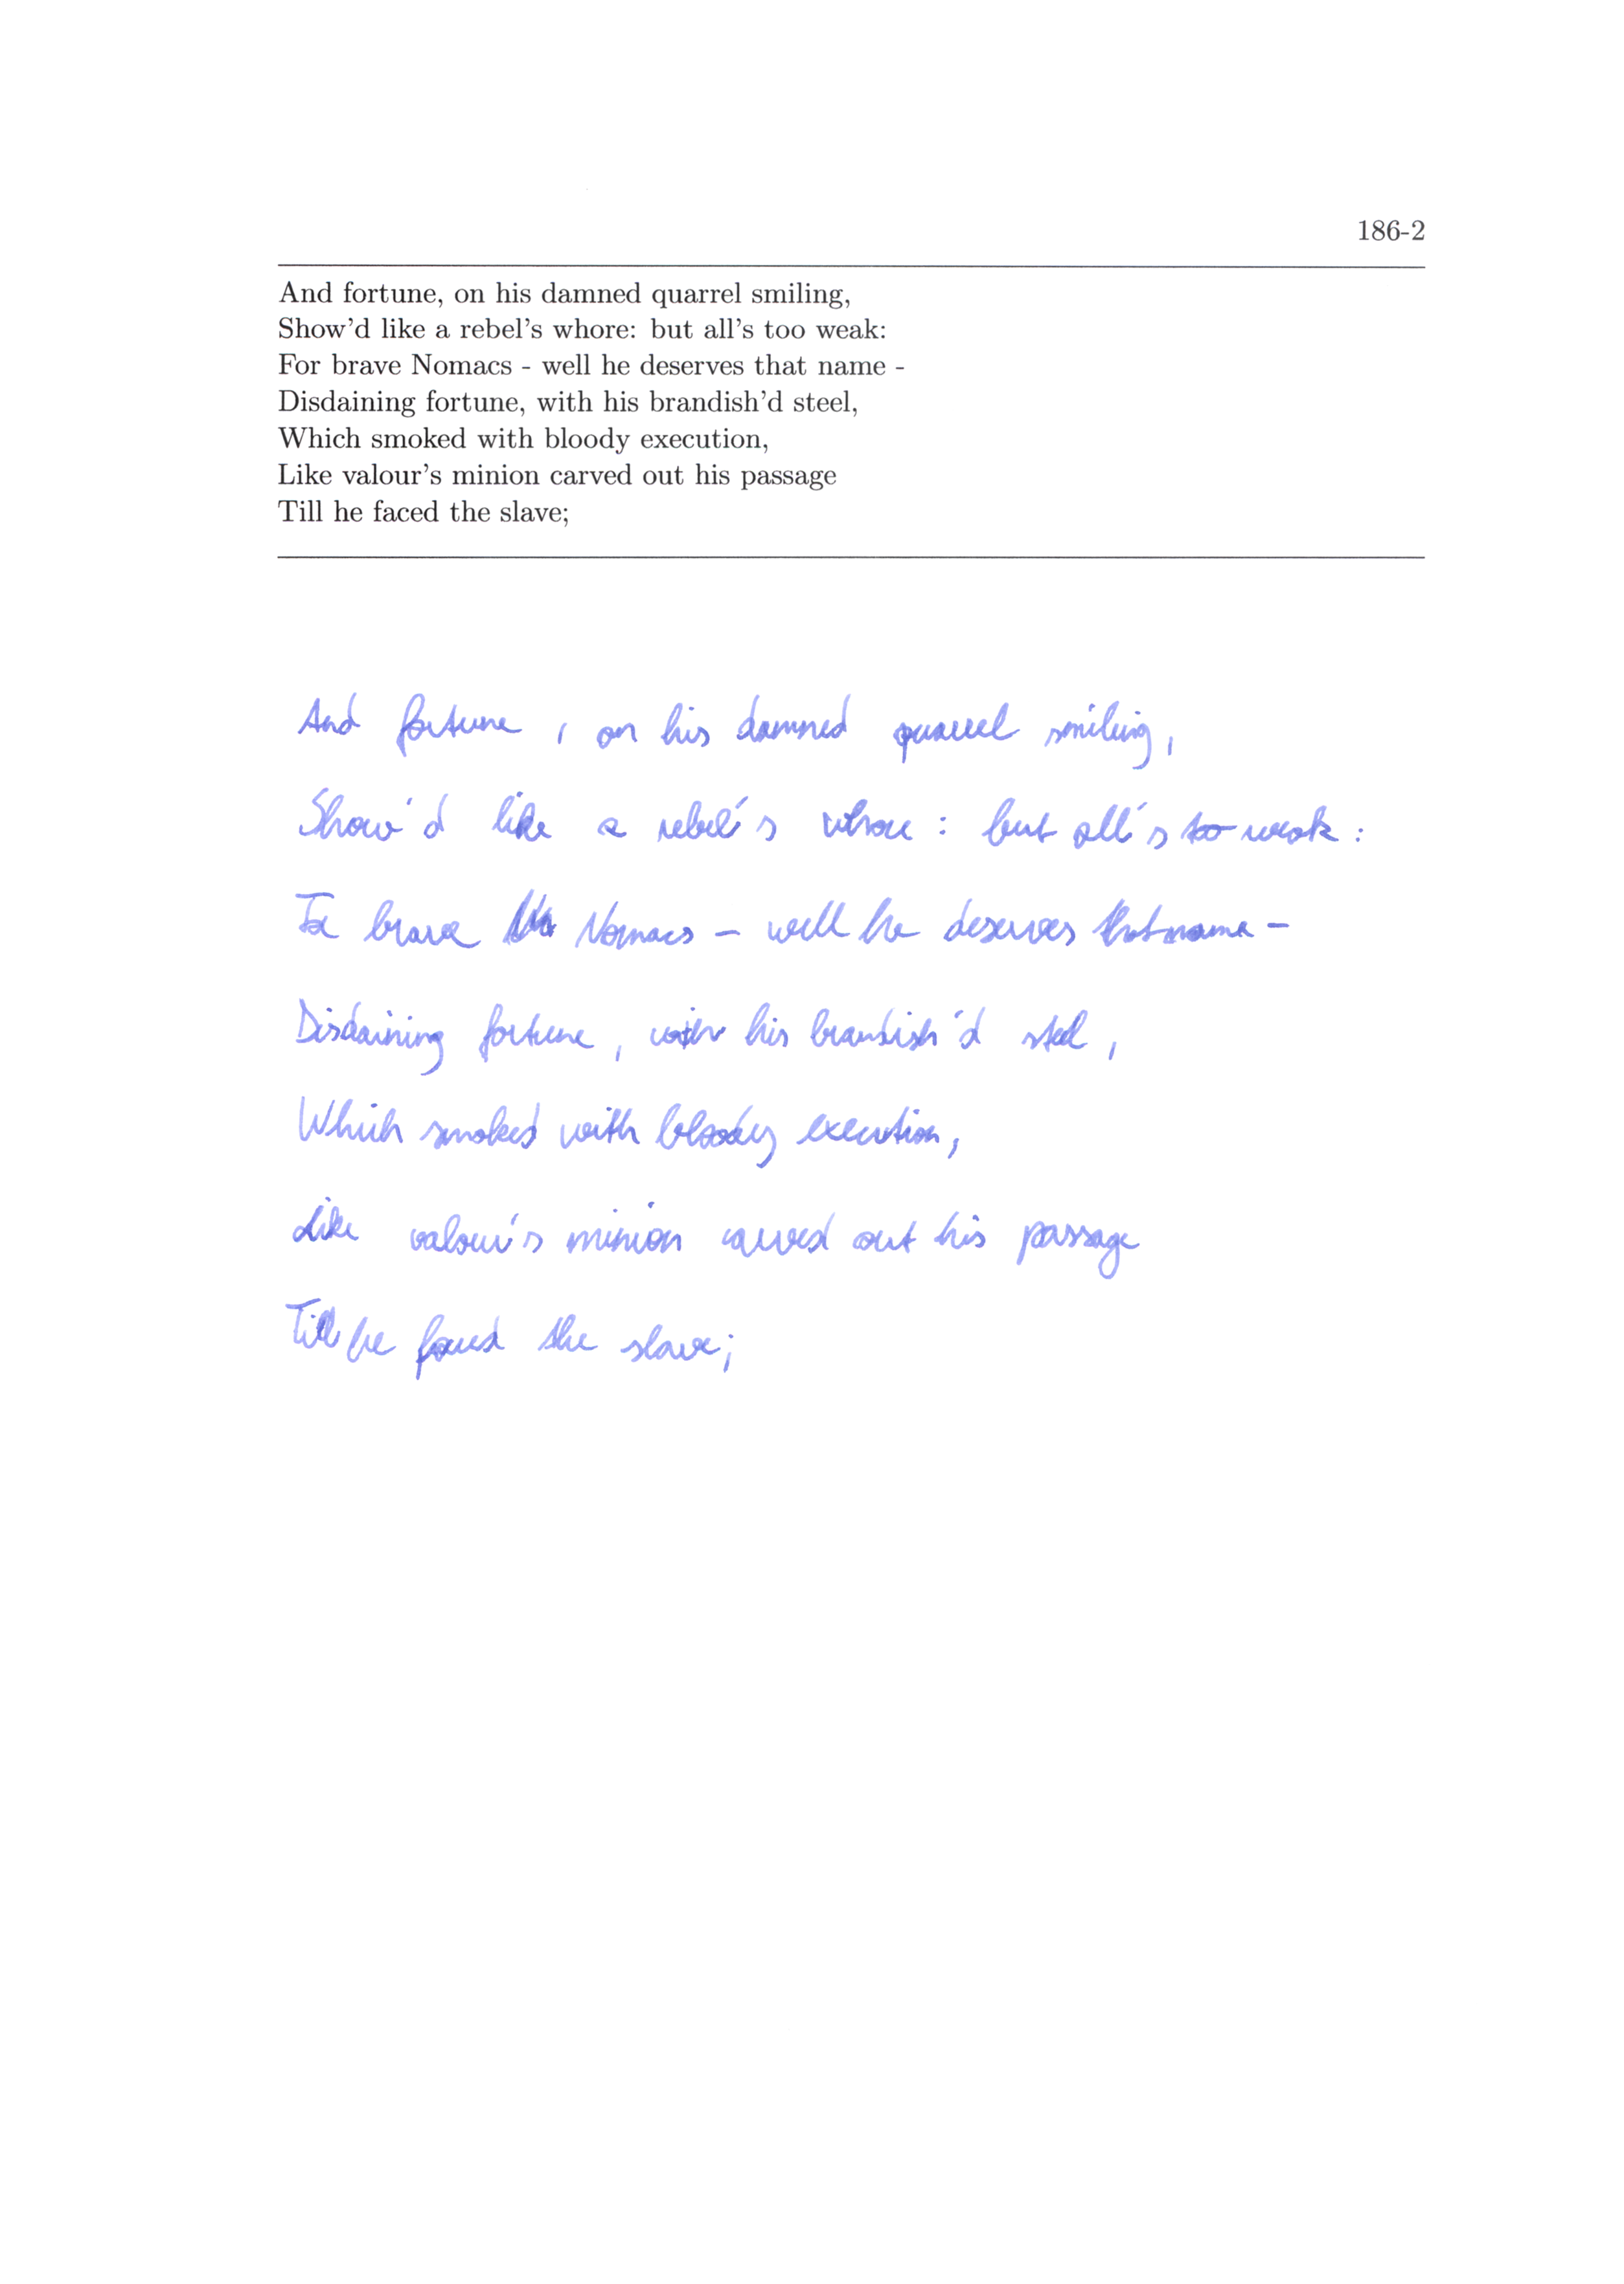 186-2
And fortune, on his damned quarrel smiling,
Show'd like a rebel's whore: but all's too weak:
For brave Nomacs - well he deserves that name -
Disdaining fortune, with his brandish'd steel,
Which smoked with bloody execution,
Like valour's minion carved out his passage
Till he faced the slave;
And fortune, on his damned quarrel smiling,
Show'd like a rebel's whore: but all's to weak:
For brave Nomacs - well he deserves that name -
Disdaining fortune, with his brandish'd steel,
Which smoked with bloody execution,
Like valour's minion carved out his passage
Till he faced the slave;